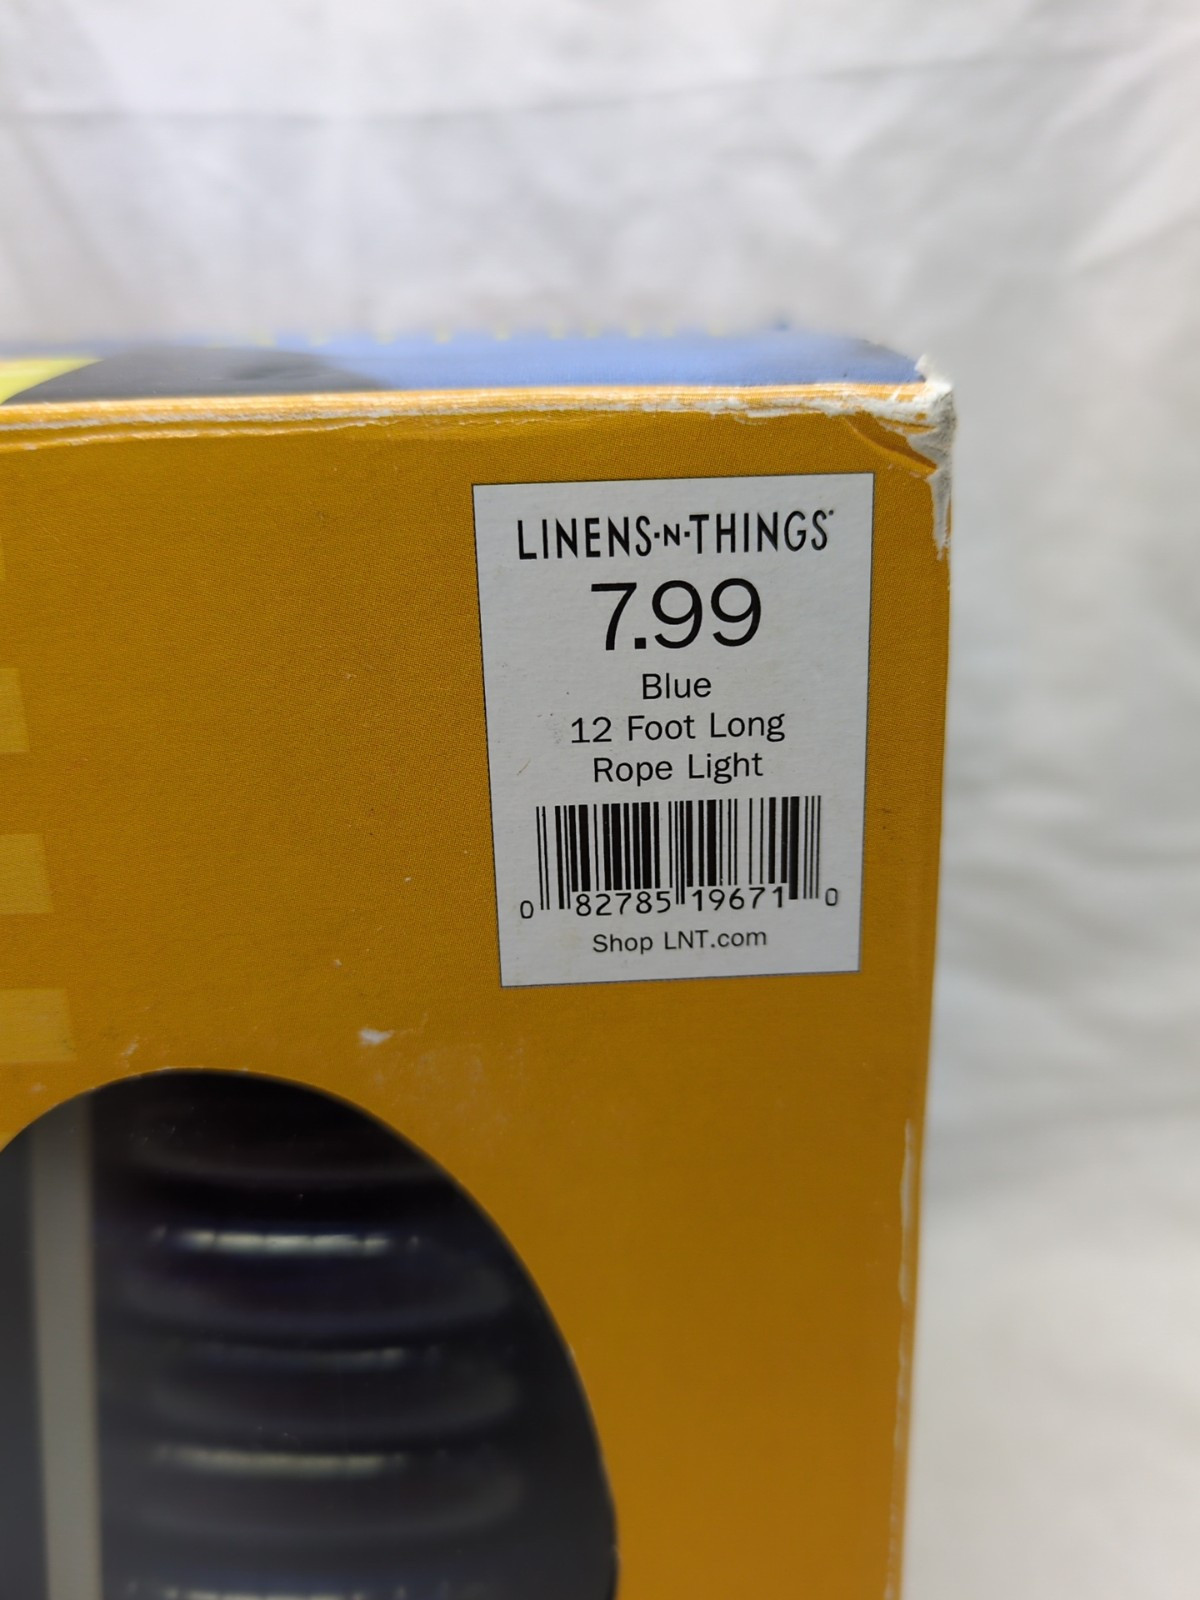 LINENS-N-THINGS
7.99
Blue
12 Foot Long
Rope Light
0 82785 19671 0
Shop LNT.com